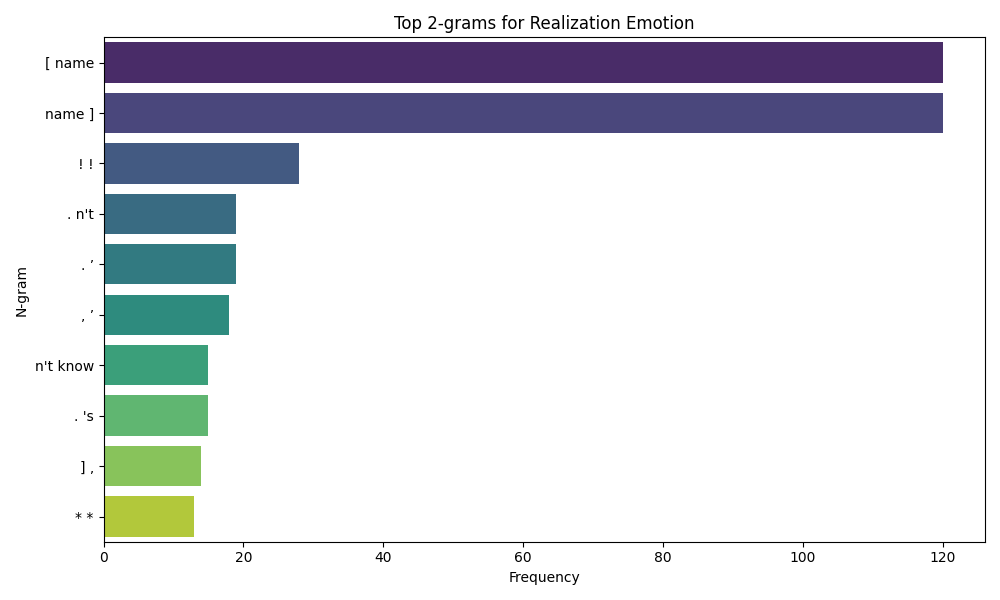 Top 2-grams for Realization Emotion
N-gram
[ name
name ]
! !
. n't
. ’
, ’
n't know
. 's
] ,
* *
0 20 40 60 80 100 120
Frequency